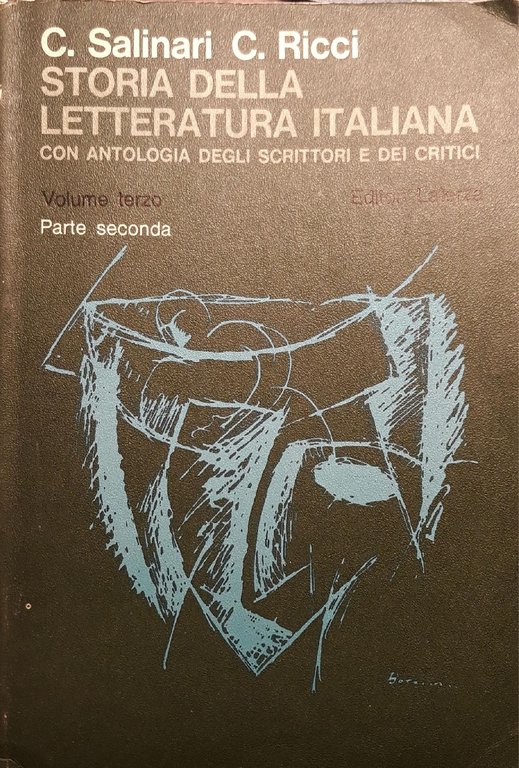 C. Salinari C. Ricci
STORIA DELLA
LETTERATURA ITALIANA
CON ANTOLOGIA DEGLI SCRITTORI E DEI CRITICI
Volume terzo Editori Laterza
Parte seconda